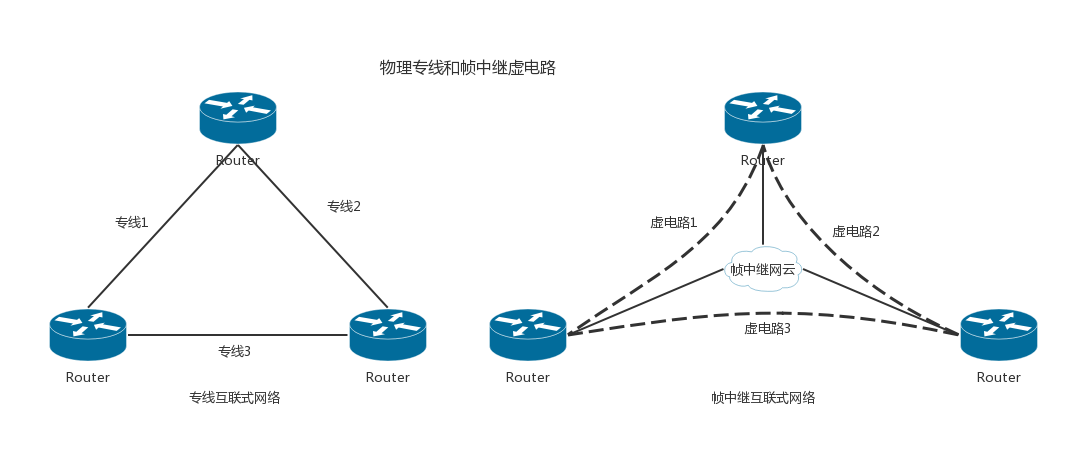 物理专线和帧中继虚电路
Router
专线1
专线2
Router
专线3
Router
专线互联式网络
Router
虚电路1
虚电路2
帧中继网云
虚电路3
Router
Router
帧中继互联式网络